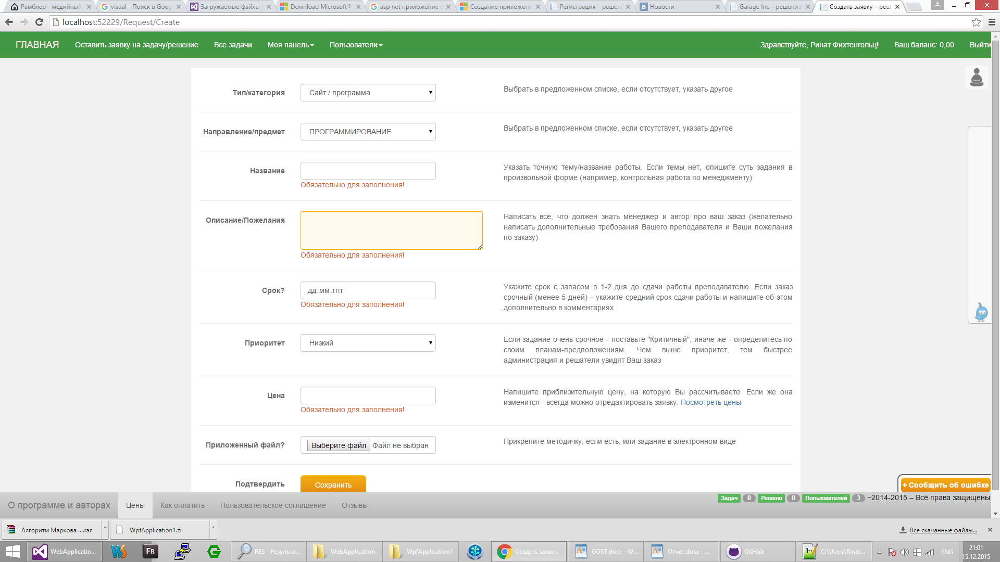 Рамблер - медийный
visual - Поиск в Goog
Загружаемые файлы
Download Microsoft®
asp net приложение с
Создание приложени
Регистрация – решен
Новости
Garage Inc – решение
Создать заявку – реш
localhost:52229/Request/Create
ГЛАВНАЯ Оставить заявку на задачу/решение Все задачи Моя панель Пользователи Здравствуйте, Ринат Фихтенгольц! Ваш баланс: 0,00 Выйти
Тип/категория Сайт / программа Выбрать в предложенном списке, если отсутствует, указать другое
Направление/предмет ПРОГРАММИРОВАНИЕ Выбрать в предложенном списке, если отсутствует, указать другое
Название
Обязательно для заполнения!
Указать точную тему/название работы. Если темы нет, опишите суть задания в
произвольной форме (например, контрольная работа по менеджменту)
Описание/Пожелания
Обязательно для заполнения!
Написать все, что должен знать менеджер и автор про ваш заказ (желательно
написать дополнительные требования Вашего преподавателя и Ваши пожелания
по заказу)
Срок? дд.мм.гггг
Обязательно для заполнения!
Укажите срок с запасом в 1-2 дня до сдачи работы преподавателю. Если заказ
срочный (менее 5 дней) – укажите средний срок сдачи работы и напишите об этом
дополнительно в комментариях
Приоритет Низкий
Если задание очень срочное - поставьте "Критичный", иначе же - определитесь по
своим планам-предположениям. Чем выше приоритет, тем быстрее
администрация и решатели увидят Ваш заказ
Цена
Обязательно для заполнения!
Напишите приблизительную цену, на которую Вы рассчитываете. Если же она
изменится - всегда можно отредактировать заявку. Посмотреть цены
Приложенный файл? Выберите файл Файл не выбран Прикрепите методичку, если есть, или задание в электронном виде
Подтвердить Сохранить
+ Сообщить об ошибке
О программе и авторах Цены Как оплатить Пользовательское соглашение Отзывы
Задач 0 Решено 0 Пользователей 3 ~2014-2015 – Всё права защищены
Алгоритм Маркова ....rar WpfApplication1.zi Все скачанные файлы...
WebApplicatio... FB RES - Результа... WebApplication WpfApplication1 Создать заявк... GOST.docx - W... Отчет.docx - ... GitHub C:\Users\Rinat... ENG
21:01
15.12.2015